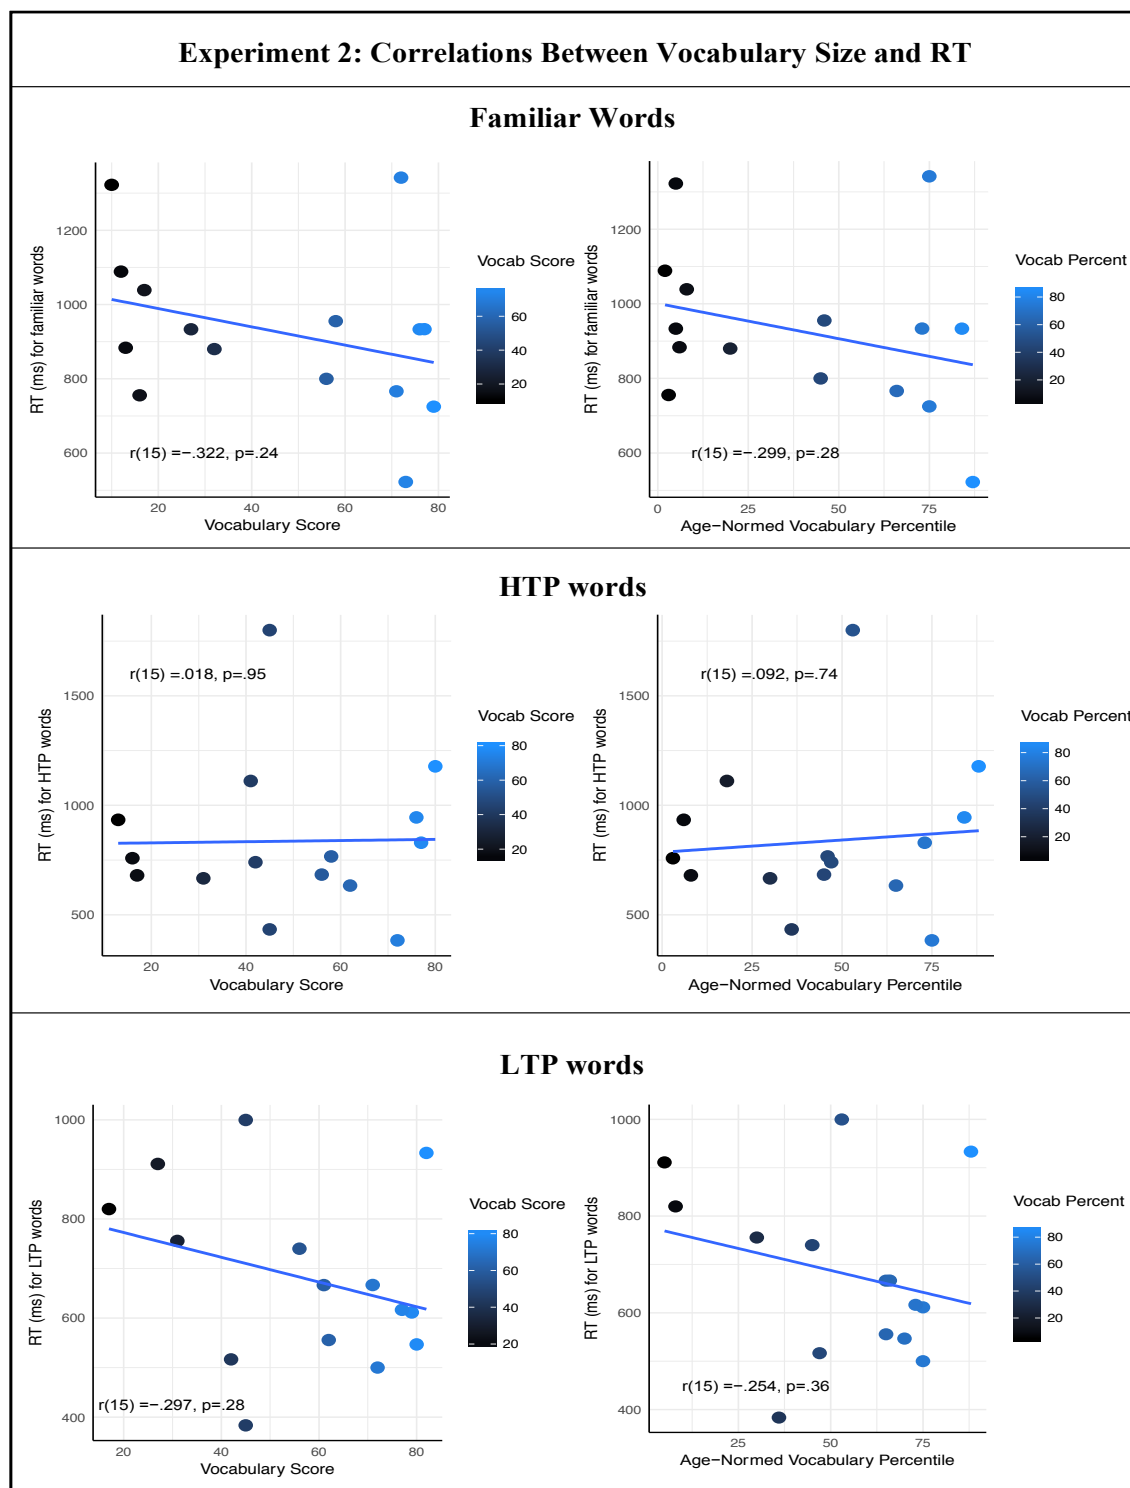 Experiment 2: Correlations Between Vocabulary Size and RT
Familiar Words
RT (ms) for familiar words
1200
1000
800
600
r(15) =−.322, p=.24
20
40
60
80
Vocabulary Score
Vocab Score
60
40
20
RT (ms) for familiar words
1200
1000
800
600
r(15) =−.299, p=.28
0
25
50
75
Age−Normed Vocabulary Percentile
Vocab Percent
80
60
40
20
HTP words
RT (ms) for HTP words
1500
1000
500
r(15) =.018, p=.95
20
40
60
80
Vocabulary Score
Vocab Score
80
60
40
20
RT (ms) for HTP words
1500
1000
500
r(15) =.092, p=.74
0
25
50
75
Age−Normed Vocabulary Percentile
Vocab Percent
80
60
40
20
LTP words
RT (ms) for LTP words
1000
800
600
400
r(15) =−.297, p=.28
20
40
60
80
Vocabulary Score
Vocab Score
80
60
40
20
RT (ms) for LTP words
1000
800
600
400
r(15) =−.254, p=.36
25
50
75
Age−Normed Vocabulary Percentile
Vocab Percent
80
60
40
20